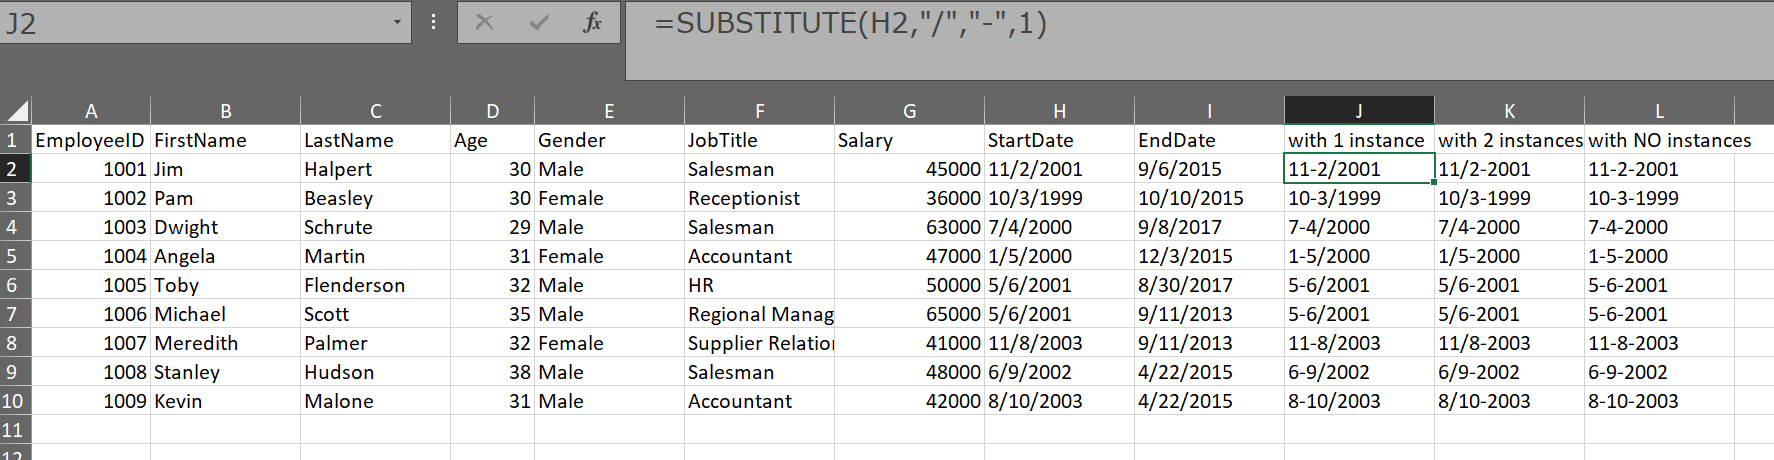 J2 fx =SUBSTITUTE(H2,"/","-",1)
A B C D E F G H I J K L
1 EmployeeID FirstName LastName Age Gender JobTitle Salary StartDate EndDate with 1 instance with 2 instances with NO instances
2 1001 Jim Halpert 30 Male Salesman 45000 11/2/2001 9/6/2015 11-2/2001 11/2-2001 11-2-2001
3 1002 Pam Beasley 30 Female Receptionist 36000 10/3/1999 10/10/2015 10-3/1999 10/3-1999 10-3-1999
4 1003 Dwight Schrute 29 Male Salesman 63000 7/4/2000 9/8/2017 7-4/2000 7/4-2000 7-4-2000
5 1004 Angela Martin 31 Female Accountant 47000 1/5/2000 12/3/2015 1-5/2000 1/5-2000 1-5-2000
6 1005 Toby Flenderson 32 Male HR 50000 5/6/2001 8/30/2017 5-6/2001 5/6-2001 5-6-2001
7 1006 Michael Scott 35 Male Regional Manag 65000 5/6/2001 9/11/2013 5-6/2001 5/6-2001 5-6-2001
8 1007 Meredith Palmer 32 Female Supplier Relatio 41000 11/8/2003 9/11/2013 11-8/2003 11/8-2003 11-8-2003
9 1008 Stanley Hudson 38 Male Salesman 48000 6/9/2002 4/22/2015 6-9/2002 6/9-2002 6-9-2002
10 1009 Kevin Malone 31 Male Accountant 42000 8/10/2003 4/22/2015 8-10/2003 8/10-2003 8-10-2003
11
12